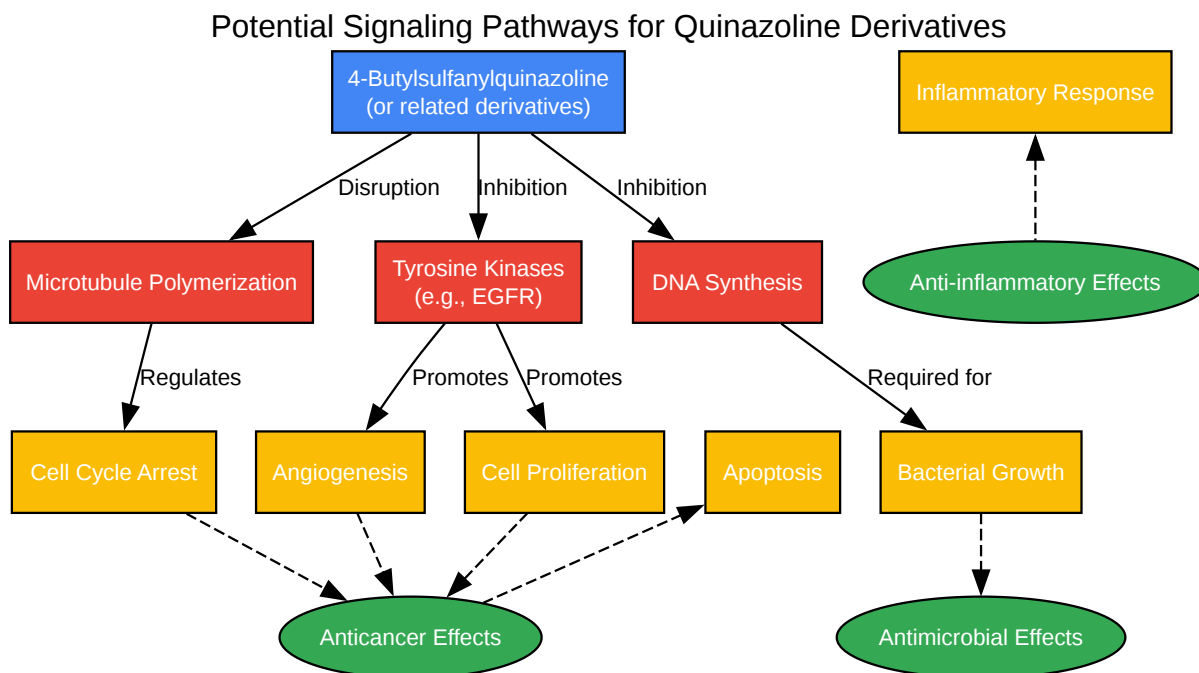 Potential Signaling Pathways for Quinazoline Derivatives
4-Butylsulfanylquinazoline
(or related derivatives)
Inflammatory Response
Disruption
Inhibition
Inhibition
Microtubule Polymerization
Tyrosine Kinases
(e.g., EGFR)
DNA Synthesis
Anti-inflammatory Effects
Regulates
Promotes
Promotes
Required for
Cell Cycle Arrest
Angiogenesis
Cell Proliferation
Apoptosis
Bacterial Growth
Anticancer Effects
Antimicrobial Effects